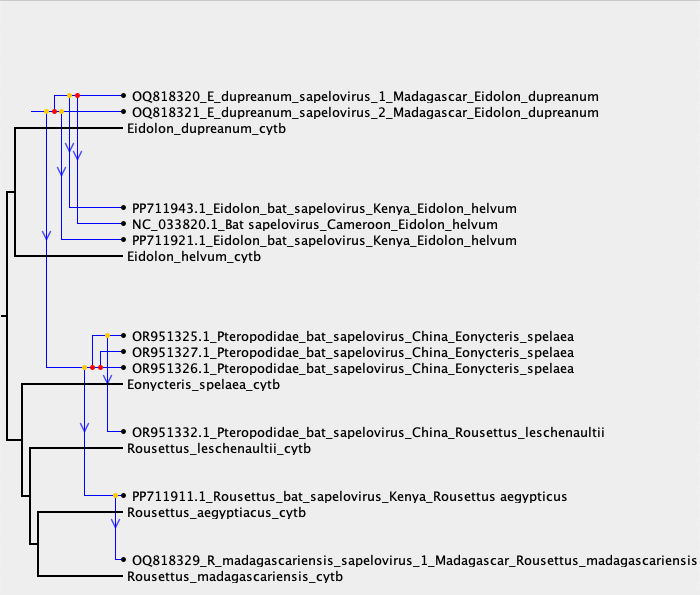 OQ818320_E_dupreanum_sapelovirus_1_Madagascar_Eidolon_dupreanum
OQ818321_E_dupreanum_sapelovirus_2_Madagascar_Eidolon_dupreanum
Eidolon_dupreanum_cytb
PP711943.1_Eidolon_bat_sapelovirus_Kenya_Eidolon_helvum
NC_033820.1_Bat sapelovirus_Cameroon_Eidolon_helvum
PP711921.1_Eidolon_bat_sapelovirus_Kenya_Eidolon_helvum
Eidolon_helvum_cytb
OR951325.1_Pteropodidae_bat_sapelovirus_China_Eonycteris_spelaea
OR951327.1_Pteropodidae_bat_sapelovirus_China_Eonycteris_spelaea
OR951326.1_Pteropodidae_bat_sapelovirus_China_Eonycteris_spelaea
Eonycteris_spelaea_cytb
OR951332.1_Pteropodidae_bat_sapelovirus_China_Rousettus_leschenaultii
Rousettus_leschenaultii_cytb
PP711911.1_Rousettus_bat_sapelovirus_Kenya_Rousettus aegypticus
Rousettus_aegyptiacus_cytb
OQ818329_R_madagascariensis_sapelovirus_1_Madagascar_Rousettus_madagascariensis
Rousettus_madagascariensis_cytb